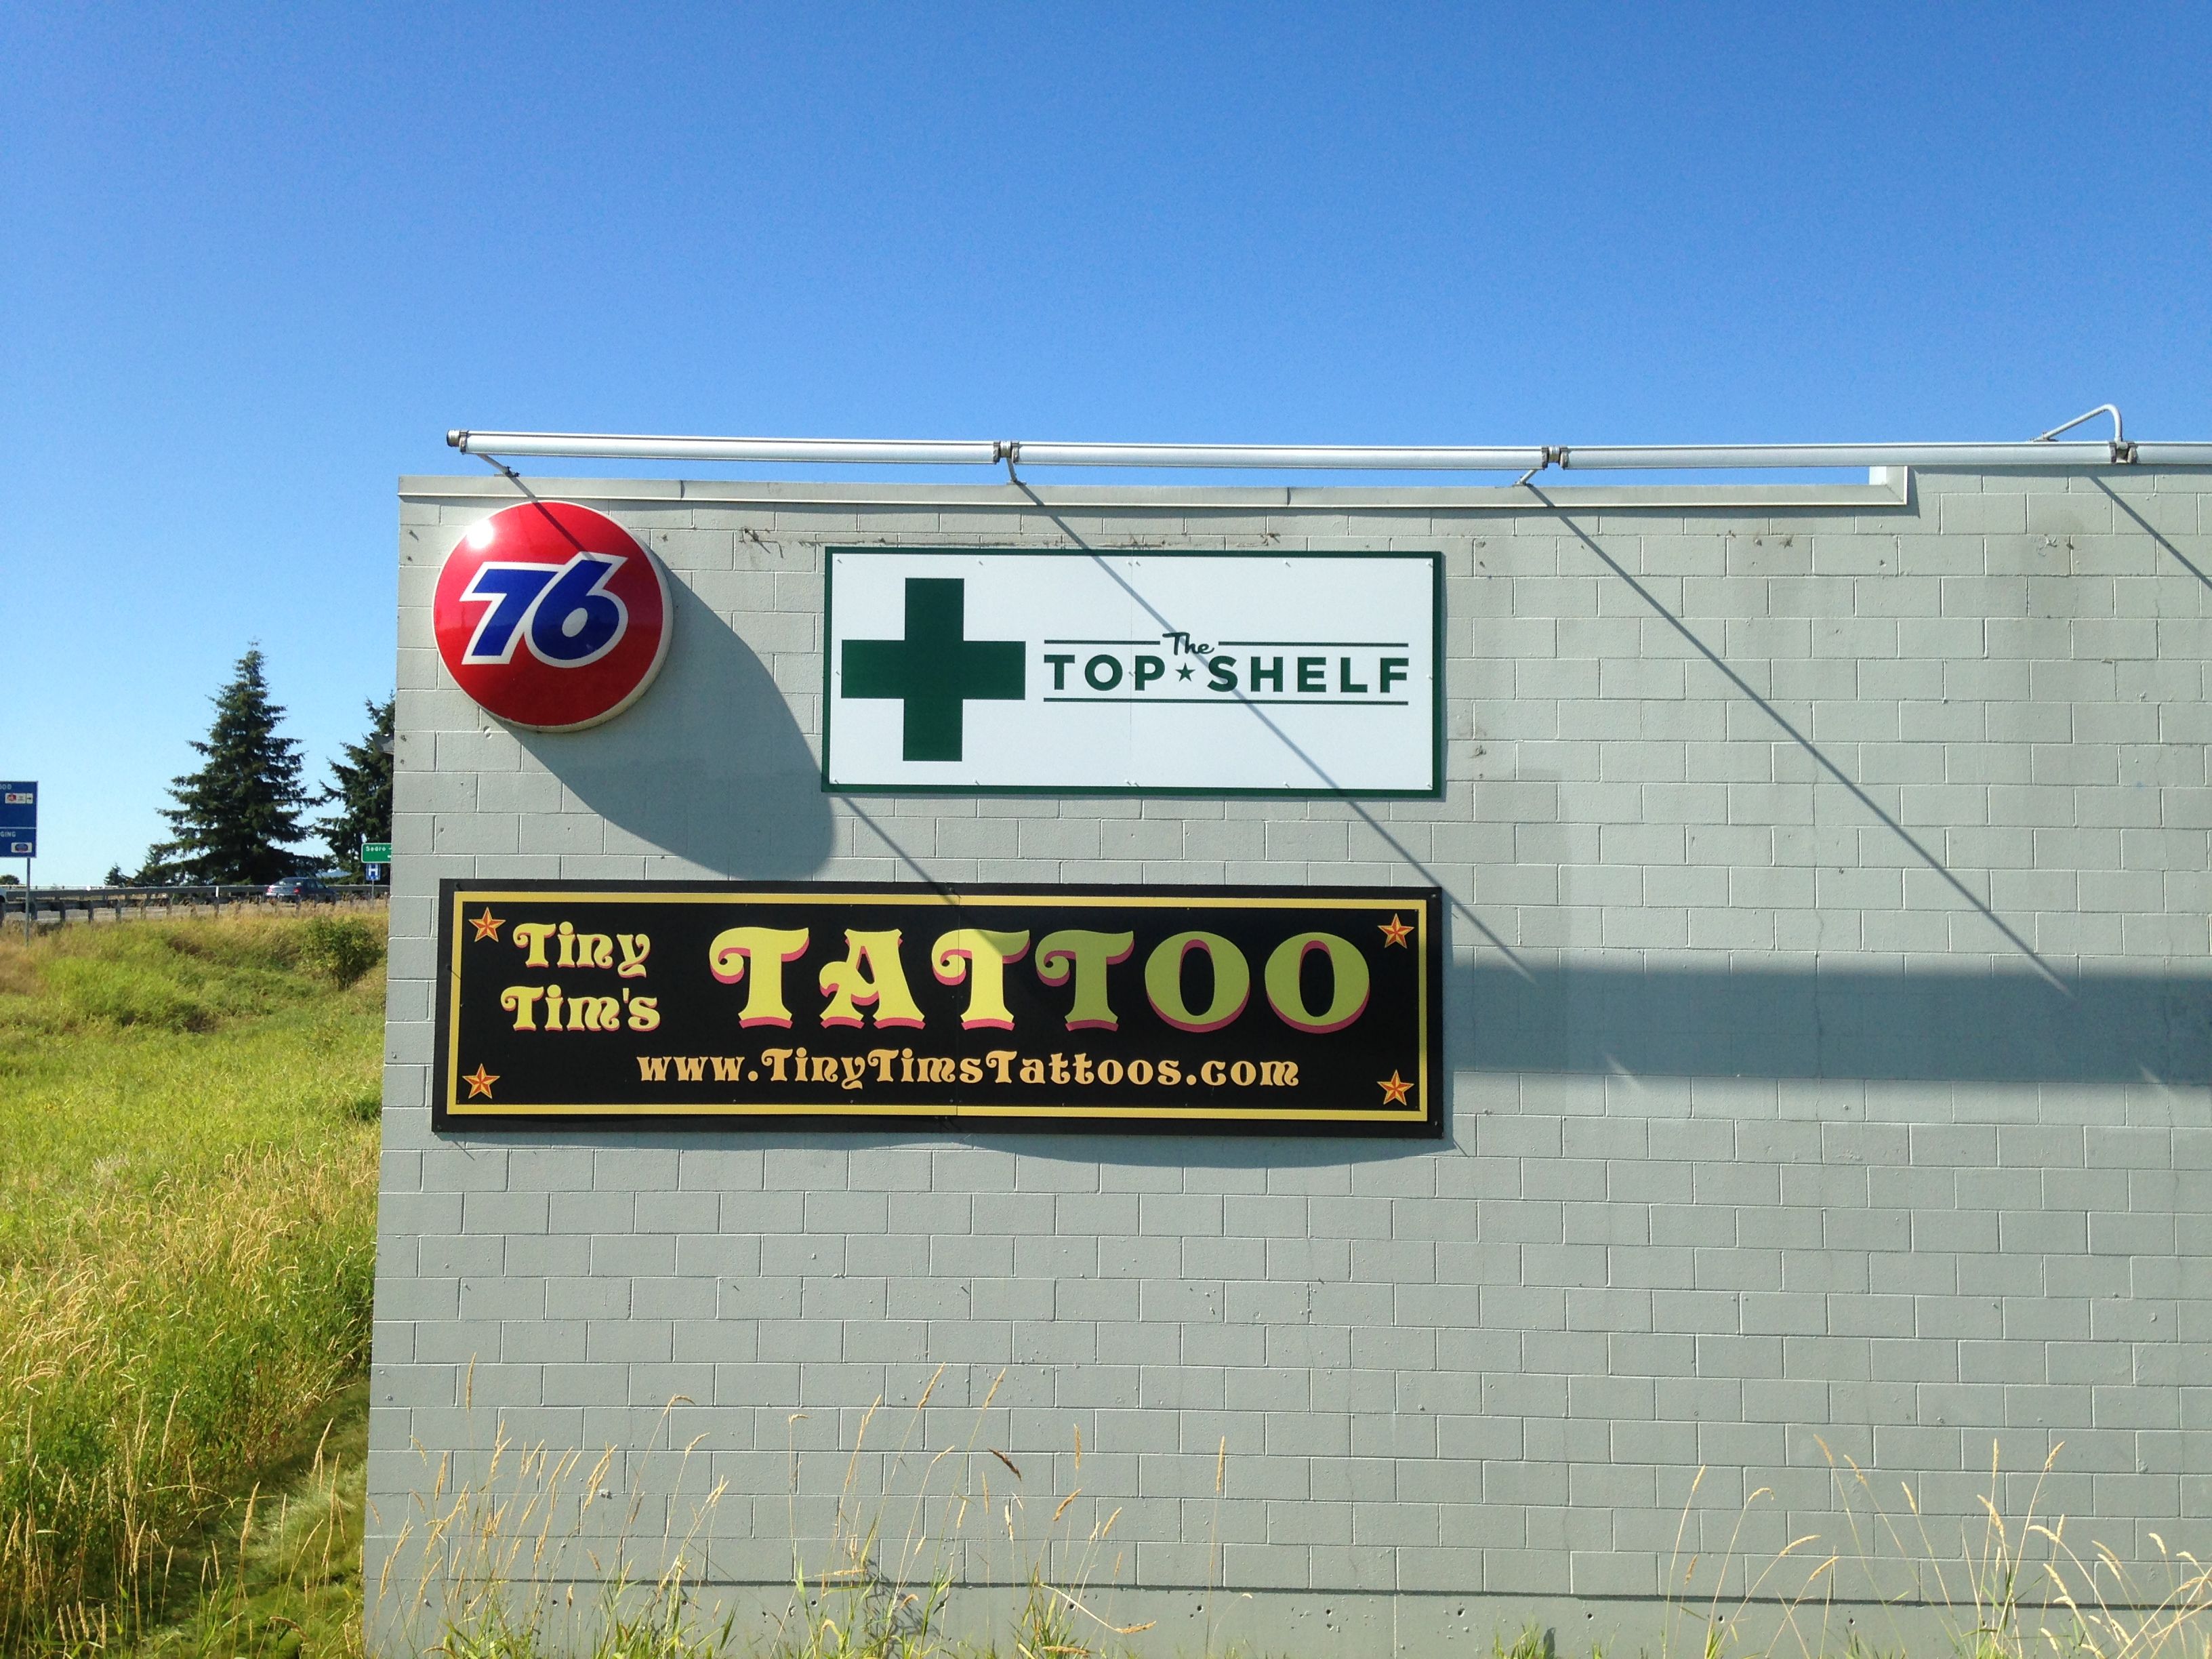 76
The
TOP★SHELF
Tiny
Tim's
TATTOO
www.TinyTimsTattoos.com
H